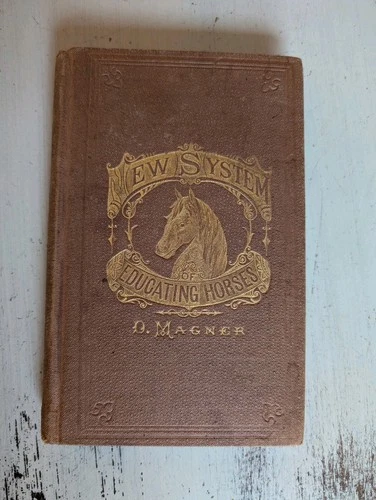 NEW SYSTEM
OF
EDUCATING HORSES
D. MAGNER